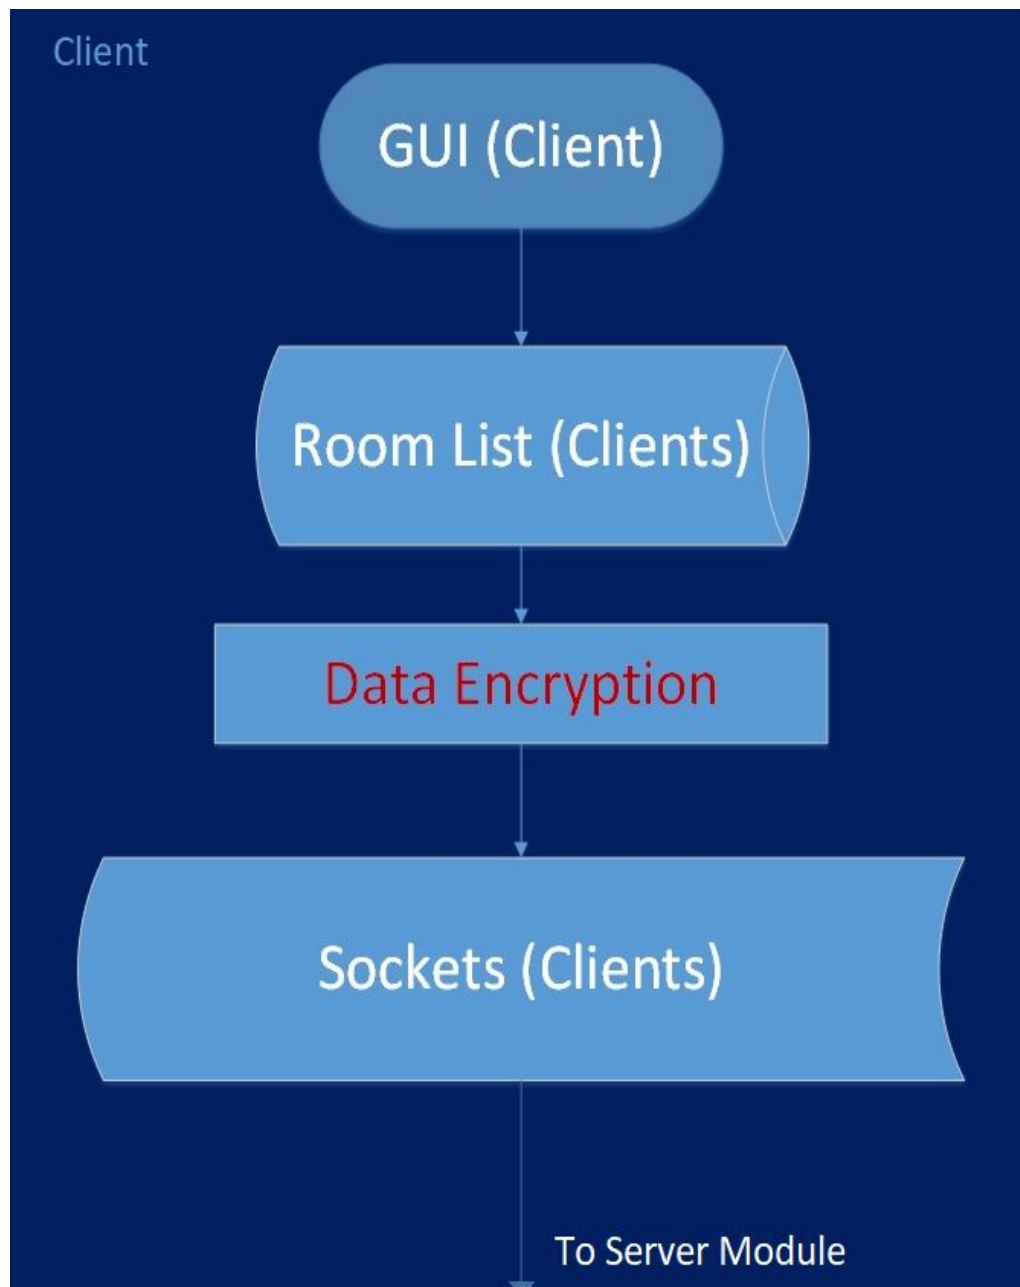 Client
GUI (Client)
Room List (Clients)
Data Encryption
Sockets (Clients)
To Server Module